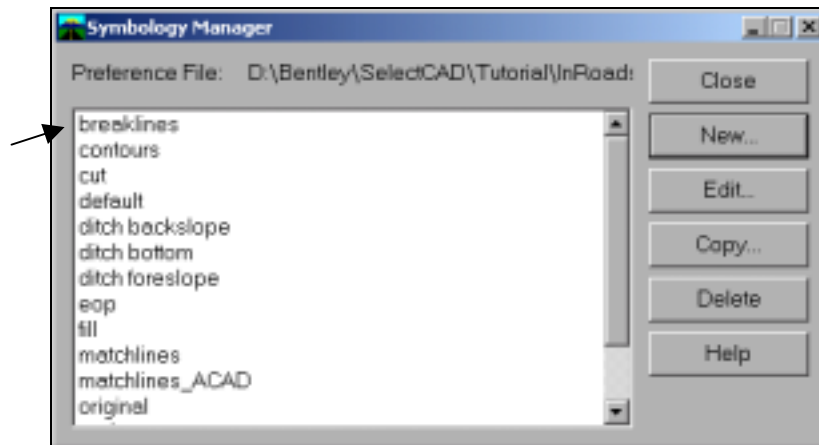 Symbology Manager
Preference File: D:\Bentley\SelectCAD\Tutorial\InRoads
Close
New...
Edit...
Copy...
Delete
Help
breaklines
contours
cut
default
ditch backslope
ditch bottom
ditch foreslope
eop
fill
matchlines
matchlines_ACAD
original